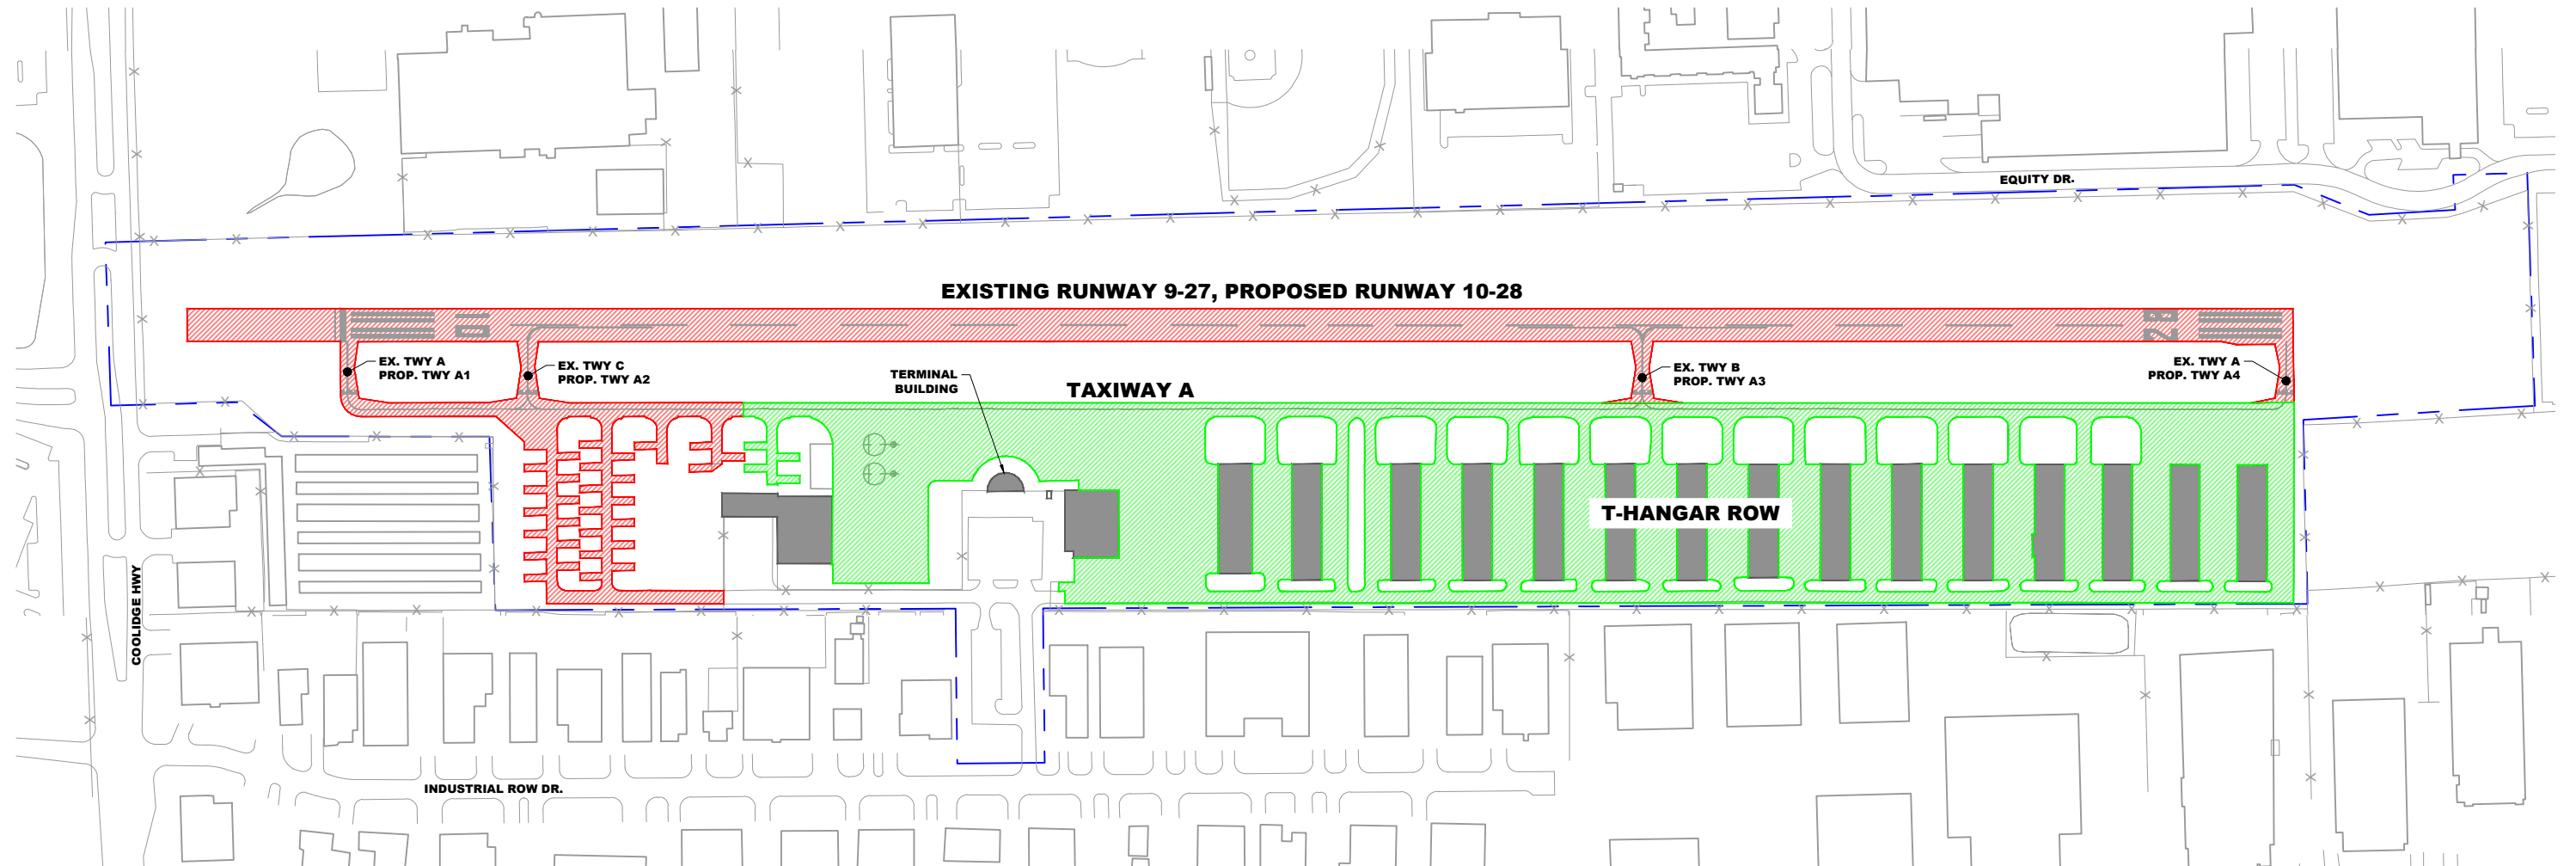 EQUITY DR.
EXISTING RUNWAY 9-27, PROPOSED RUNWAY 10-28
10
28
EX. TWY A
PROP. TWY A1
EX. TWY C
PROP. TWY A2
TERMINAL
BUILDING
TAXIWAY A
EX. TWY B
PROP. TWY A3
EX. TWY A
PROP. TWY A4
T-HANGAR ROW
COOLIDGE HWY
INDUSTRIAL ROW DR.